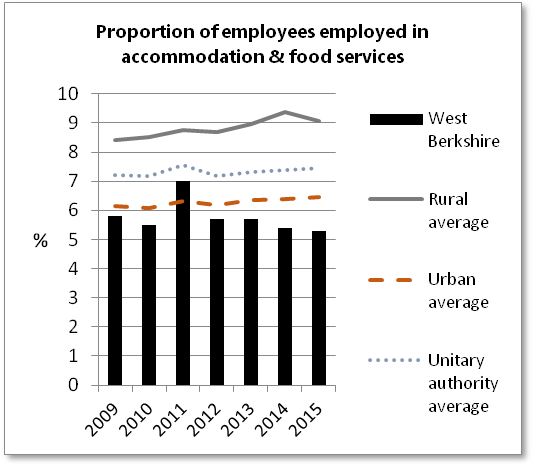 Proportion of employees employed in
accommodation & food services
10
9
8
7
6
5
4
3
2
1
0
%
2009
2010
2011
2012
2013
2014
2015
West
Berkshire
Rural
average
Urban
average
Unitary
authority
average